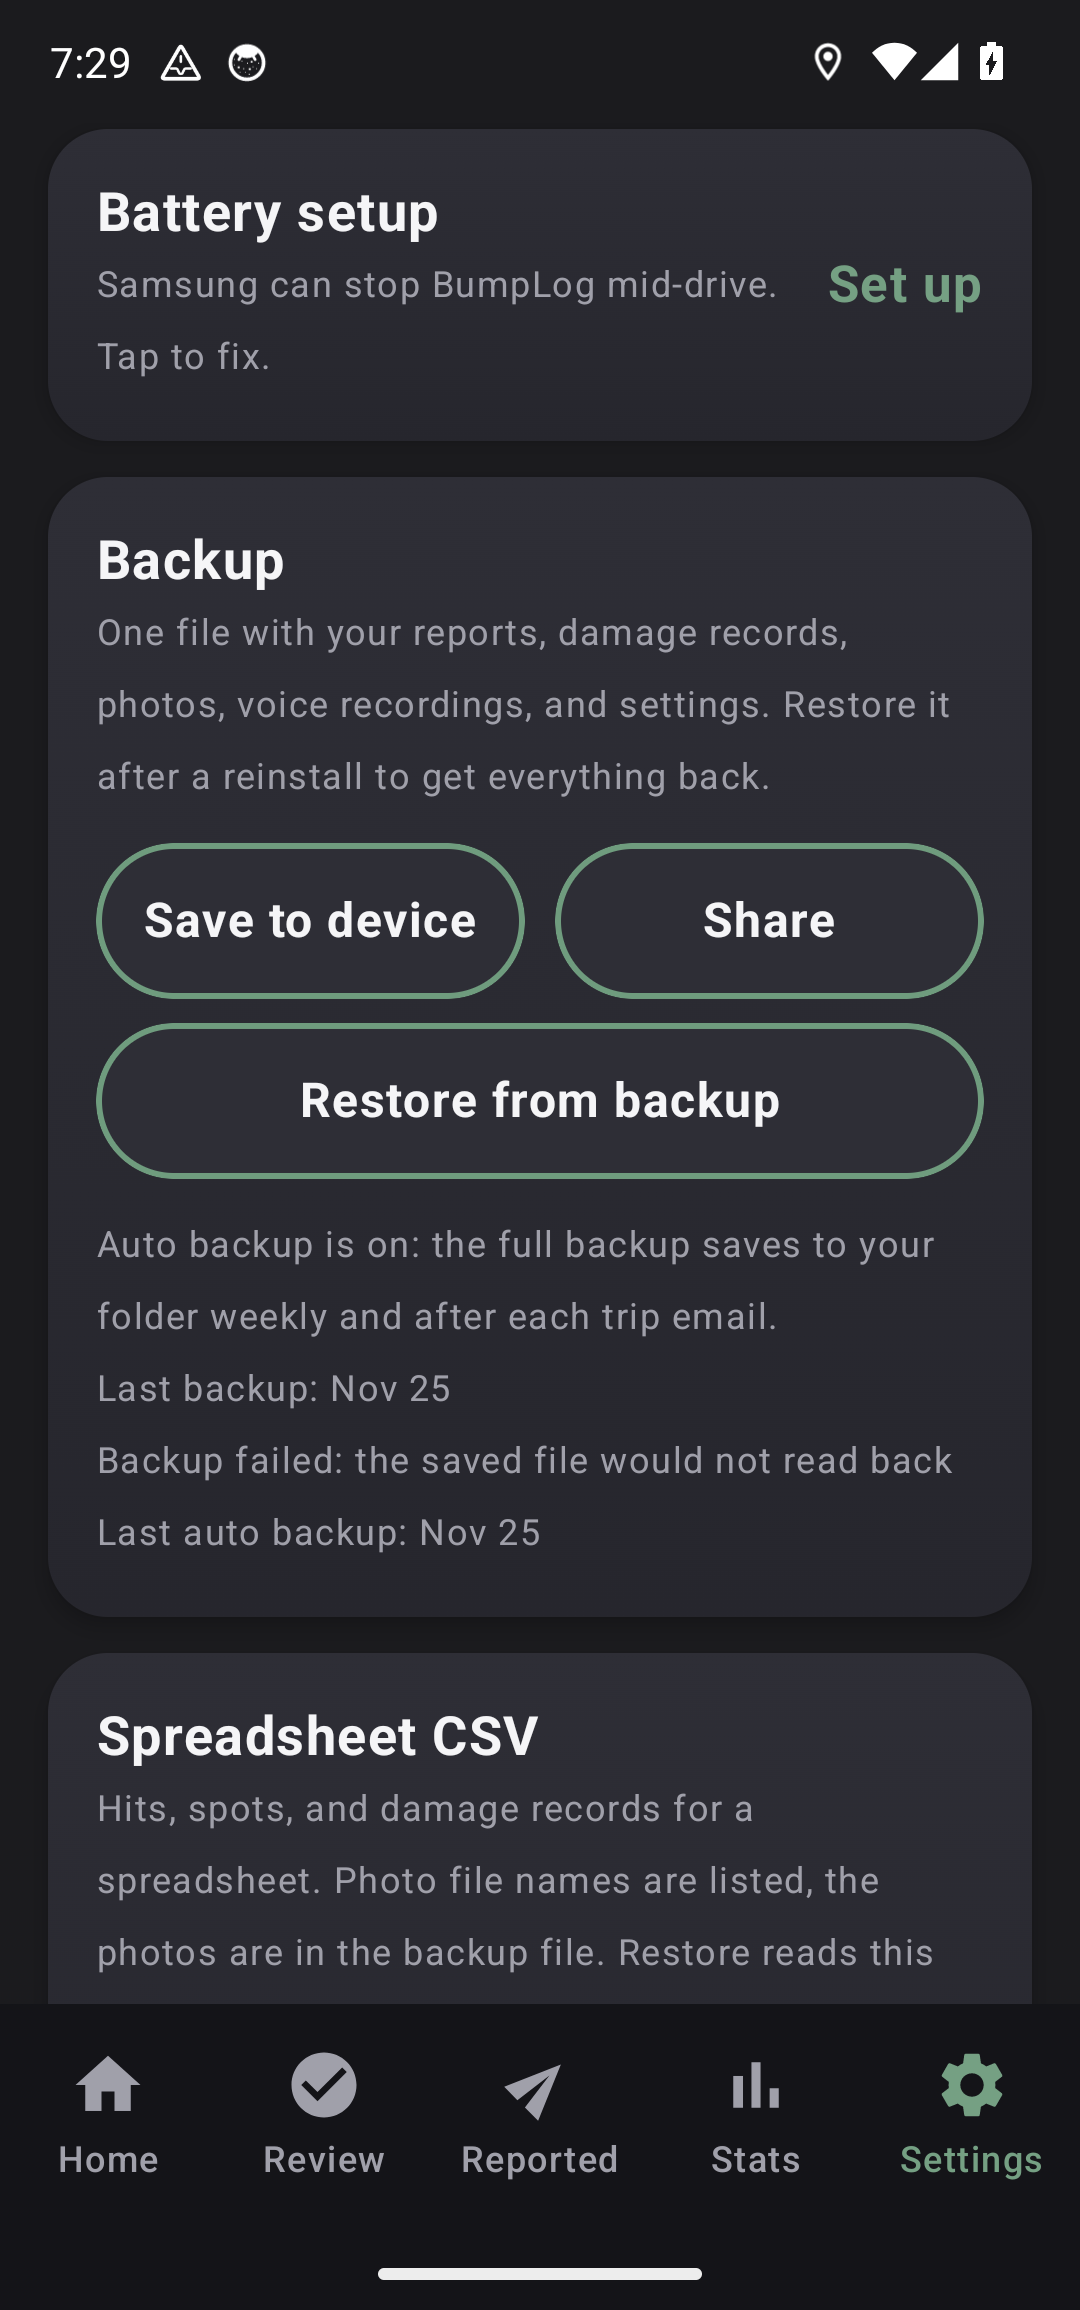 7:29
Battery setup
Samsung can stop BumpLog mid-drive.
Tap to fix.
Set up
Backup
One file with your reports, damage records,
photos, voice recordings, and settings. Restore it
after a reinstall to get everything back.
Save to device
Share
Restore from backup
Auto backup is on: the full backup saves to your
folder weekly and after each trip email.
Last backup: Nov 25
Backup failed: the saved file would not read back
Last auto backup: Nov 25
Spreadsheet CSV
Hits, spots, and damage records for a
spreadsheet. Photo file names are listed, the
photos are in the backup file. Restore reads this
Home
Review
Reported
Stats
Settings